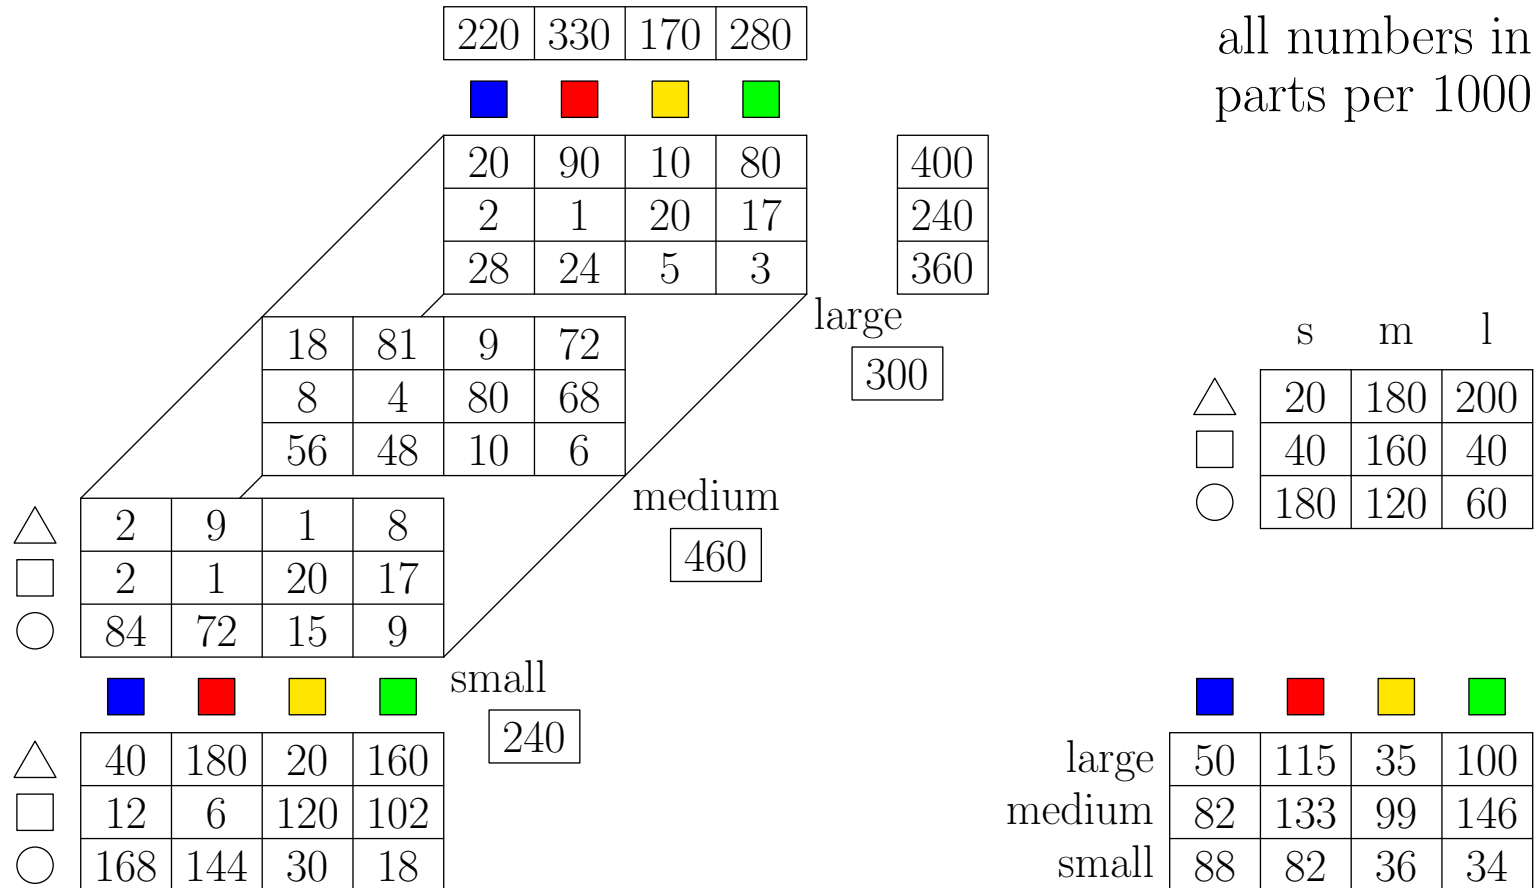 220 330 170 280
all numbers in
parts per 1000
20 90 10 80
2 1 20 17
28 24 5 3
400
240
360
large
300
18 81 9 72
8 4 80 68
56 48 10 6
medium
460
s m l
20 180 200
40 160 40
180 120 60
2 9 1 8
2 1 20 17
84 72 15 9
small
240
40 180 20 160
12 6 120 102
168 144 30 18
large 50 115 35 100
medium 82 133 99 146
small 88 82 36 34